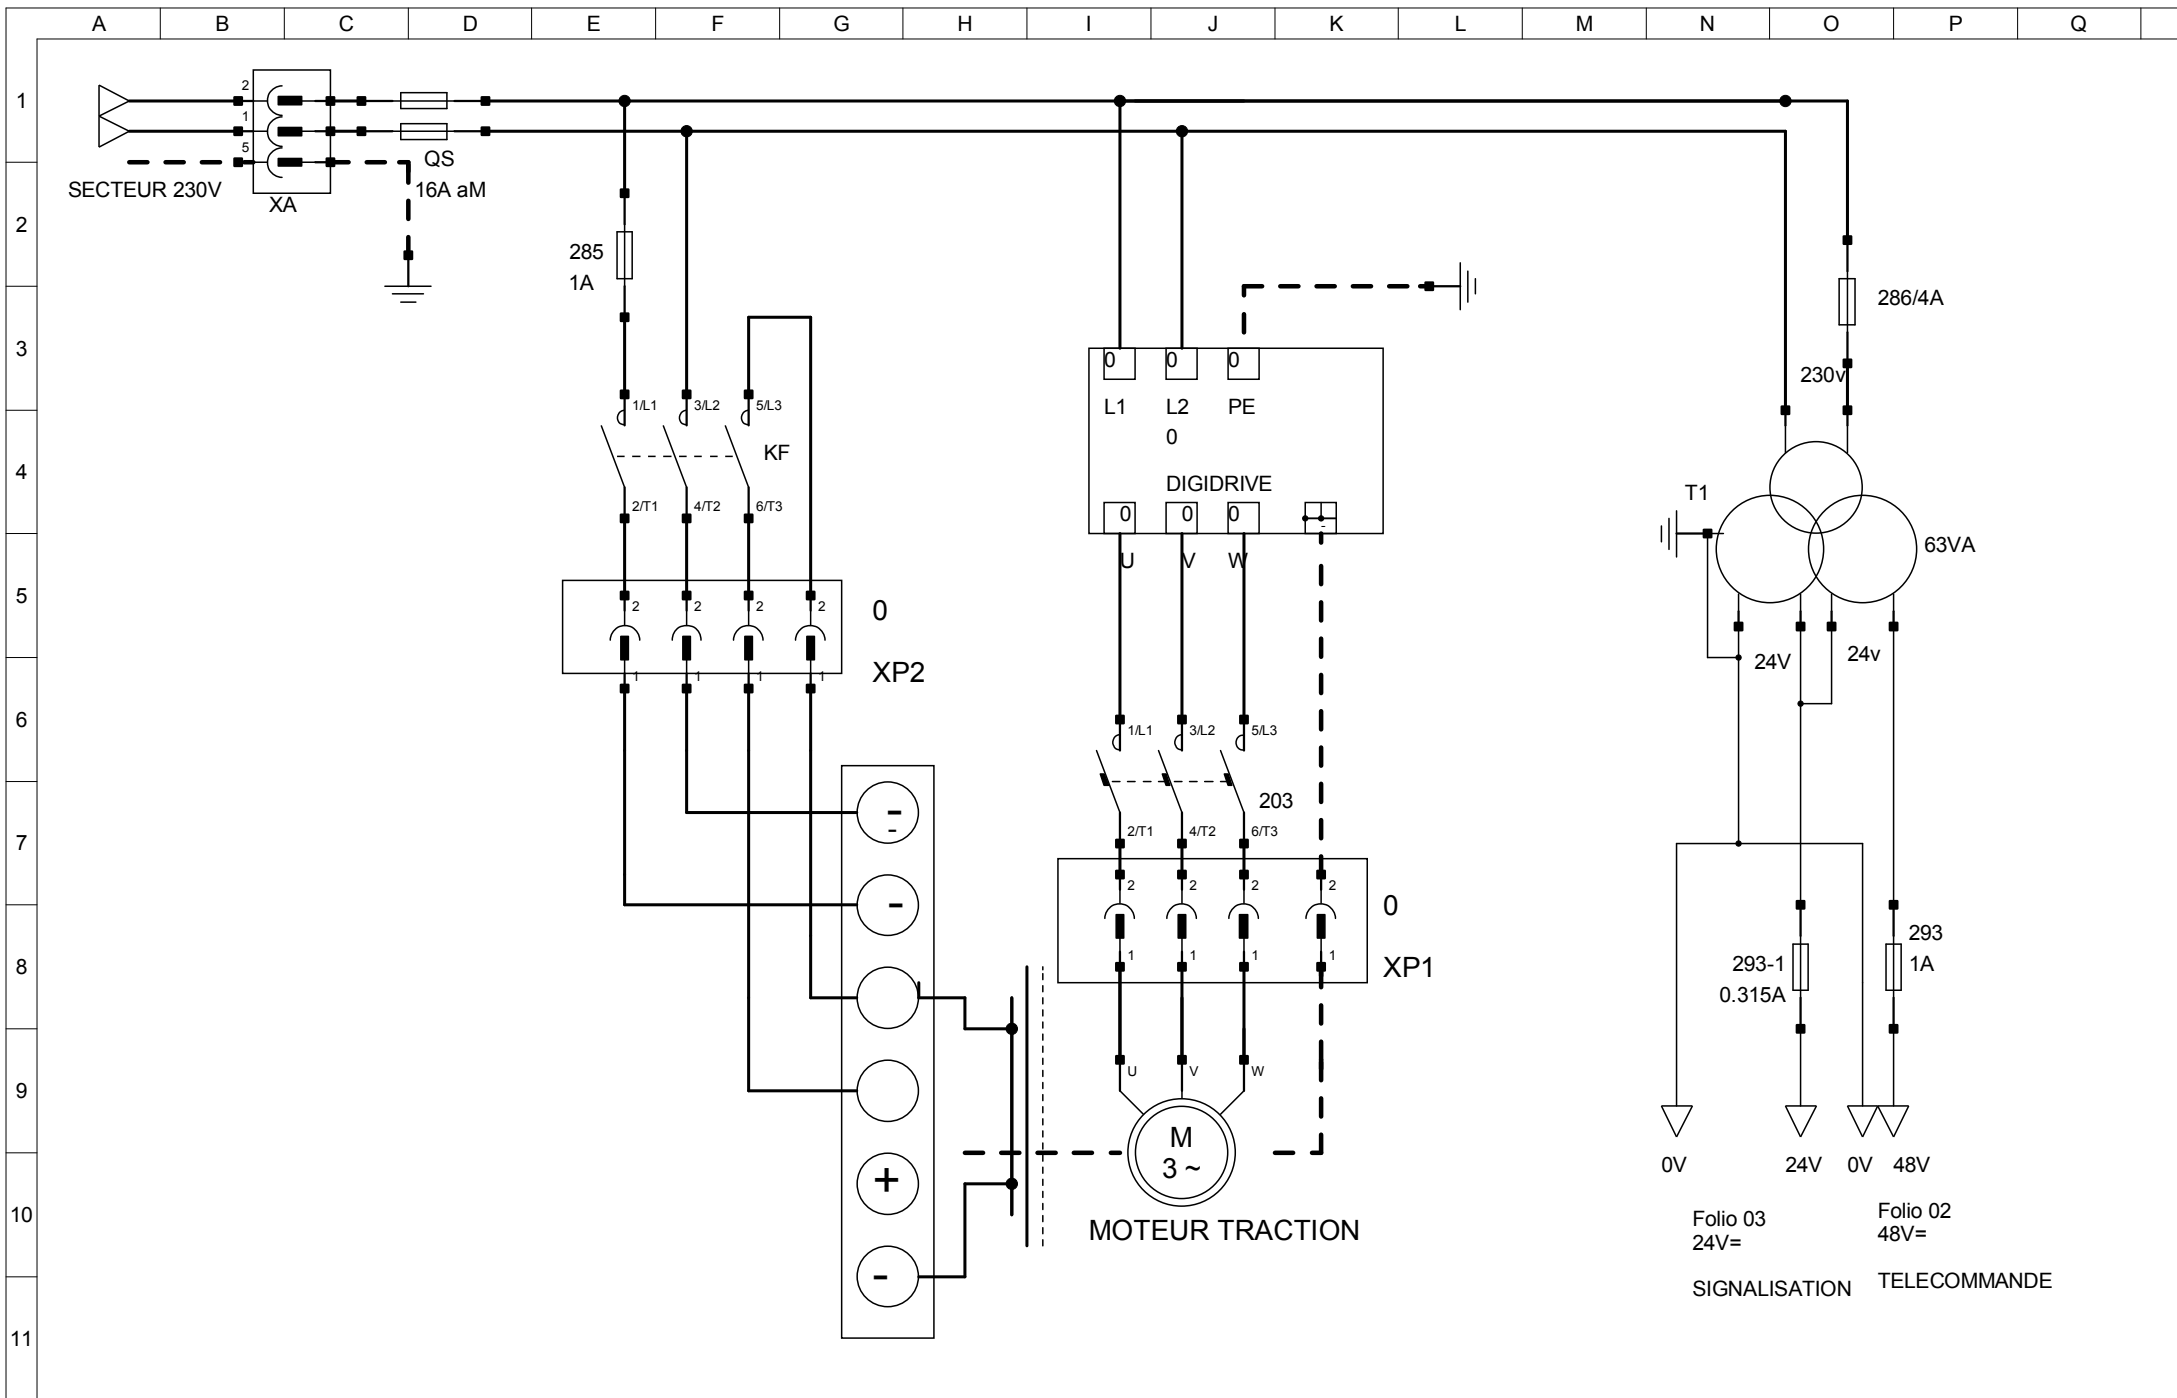 A B C D E F G H I J K L M N O P Q
1
2
1
5
QS
SECTEUR 230V
XA
16A aM
2
285
1A
286/4A
3
0 0 0
230v
1/L1 3/L2 5/L3
L1 L2 PE
0
KF
4
DIGIDRIVE
T1
2/T1 4/T2 6/T3
0 0 0 -
63VA
U V W
5
2 2 2 2
0
24V 24v
1 1 1 1
XP2
6
1/L1 3/L2 5/L3
203
-
-
2/T1 4/T2 6/T3
7
2 2 2 2
-
0
293
1 1 1 1
XP1
8
293-1
1A
0.315A
U V W
9
M
3 ~
0V 24V 0V 48V
+
10
MOTEUR TRACTION
Folio 03
24V=
Folio 02
48V=
-
SIGNALISATION
TELECOMMANDE
11